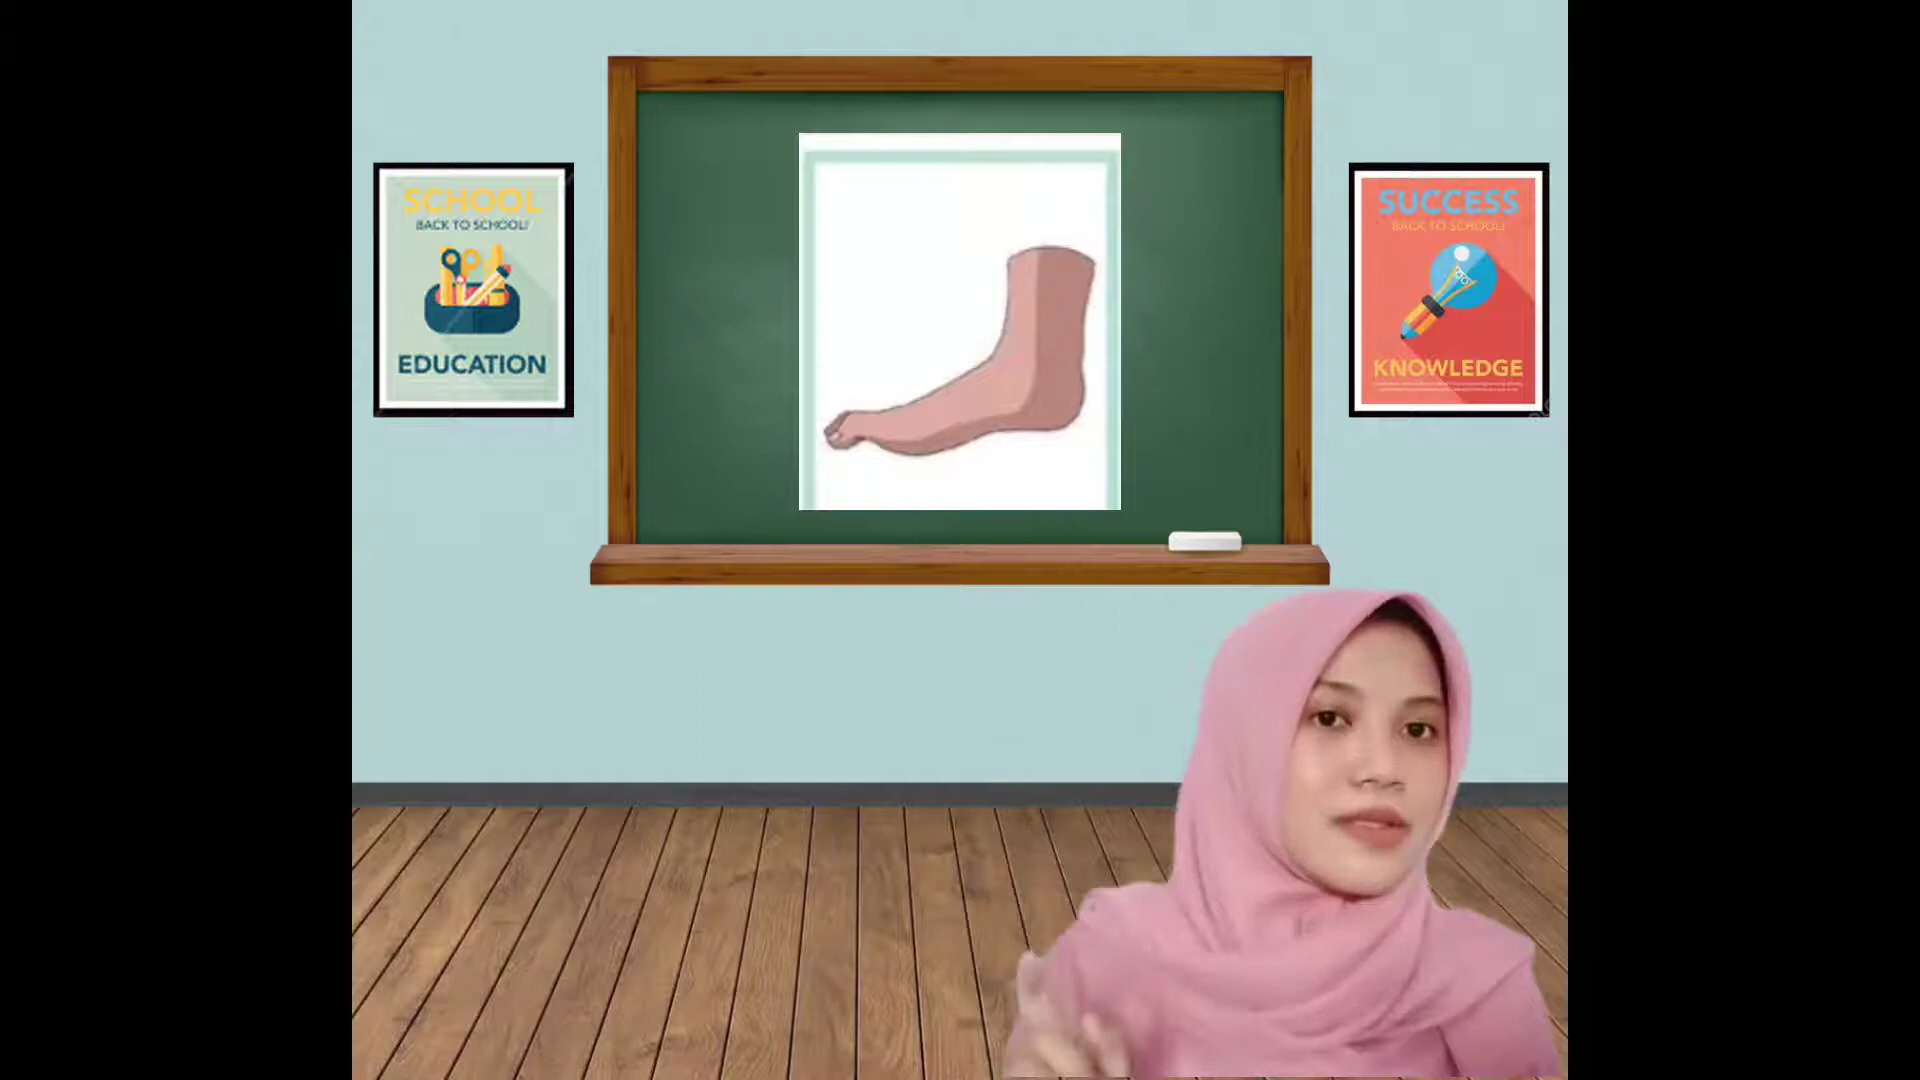 SCHOOL
BACK TO SCHOOL!
EDUCATION
SUCCESS
BACK TO SCHOOL!
KNOWLEDGE